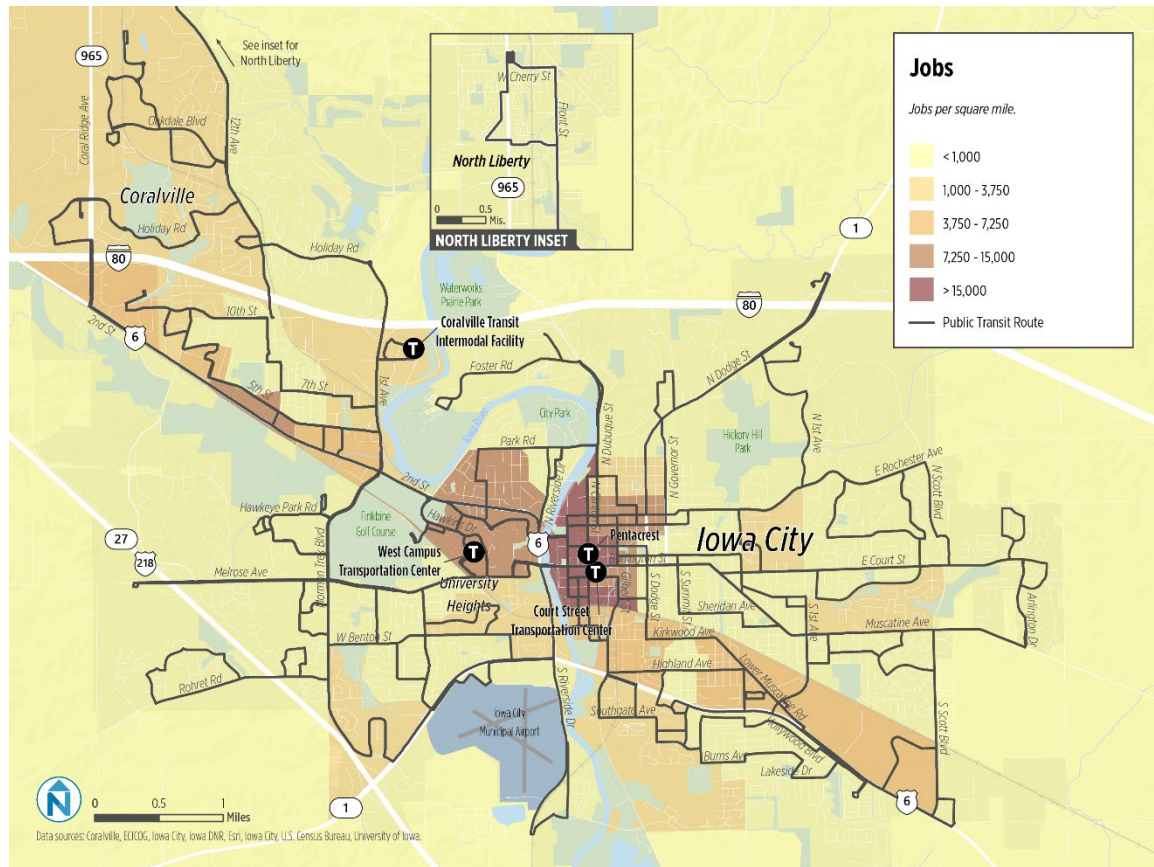 965
See inset for
North Liberty
Coral Ridge Ave
Oakdale Blvd
12th Ave
Coralville
Holiday Rd
Holiday Rd
80
W Cherry St
Front St
North Liberty
965
0 0.5
Mis.
NORTH LIBERTY INSET
Jobs
Jobs per square mile.
< 1,000
1,000 - 3,750
3,750 - 7,250
7,250 - 15,000
> 15,000
Public Transit Route
1
80
Waterworks
Prairie Park
Coralville Transit
Intermodal Facility
T
10th St
2nd St
6
5th St
7th St
1st Ave
Foster Rd
City Park
Iowa River
N Dubuque St
N Dodge St
Hickory Hill
Park
N 1st Ave
Park Rd
N Governor St
E Rochester Ave
N Scott Blvd
2nd St
N Riverside Dr
Hawkeye Park Rd
Hawkins Dr
Finkbine
Golf Course
6
Pentacrest
Iowa City
27
218
West Campus
Transportation Center
T
T
T
Burlington St
E Court St
Melrose Ave
University
Heights
Court Street
Transportation Center
Gilbert St
S Dodge St
S Summit St
Sheridan Ave
S 1st Ave
Muscatine Ave
Arlington Dr
W Benton St
Kirkwood Ave
Highland Ave
Lower Muscatine Rd
Rohret Rd
S Riverside Dr
Iowa City
Municipal Airport
Southgate Ave
Hollywood Blvd
S Scott Blvd
Burns Ave
Lakeside Dr
6
N
0 0.5 1
Miles
1
Data sources: Coralville, ECICOG, Iowa City, Iowa DNR, Esri, Iowa City, U.S. Census Bureau, University of Iowa.